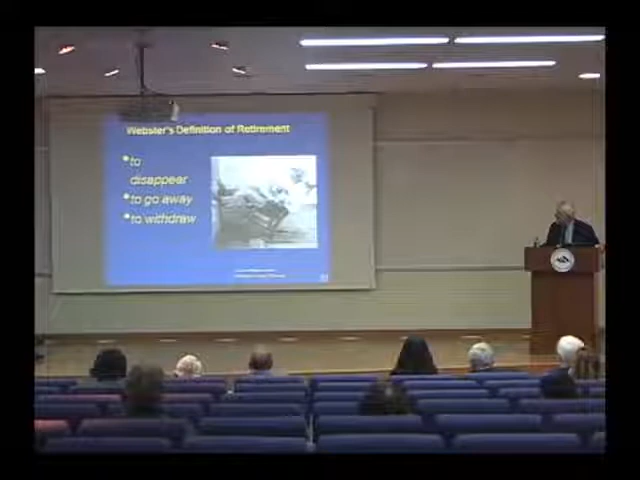 Webster's Definition of Retirement
•to
disappear
•to go away
•to withdraw